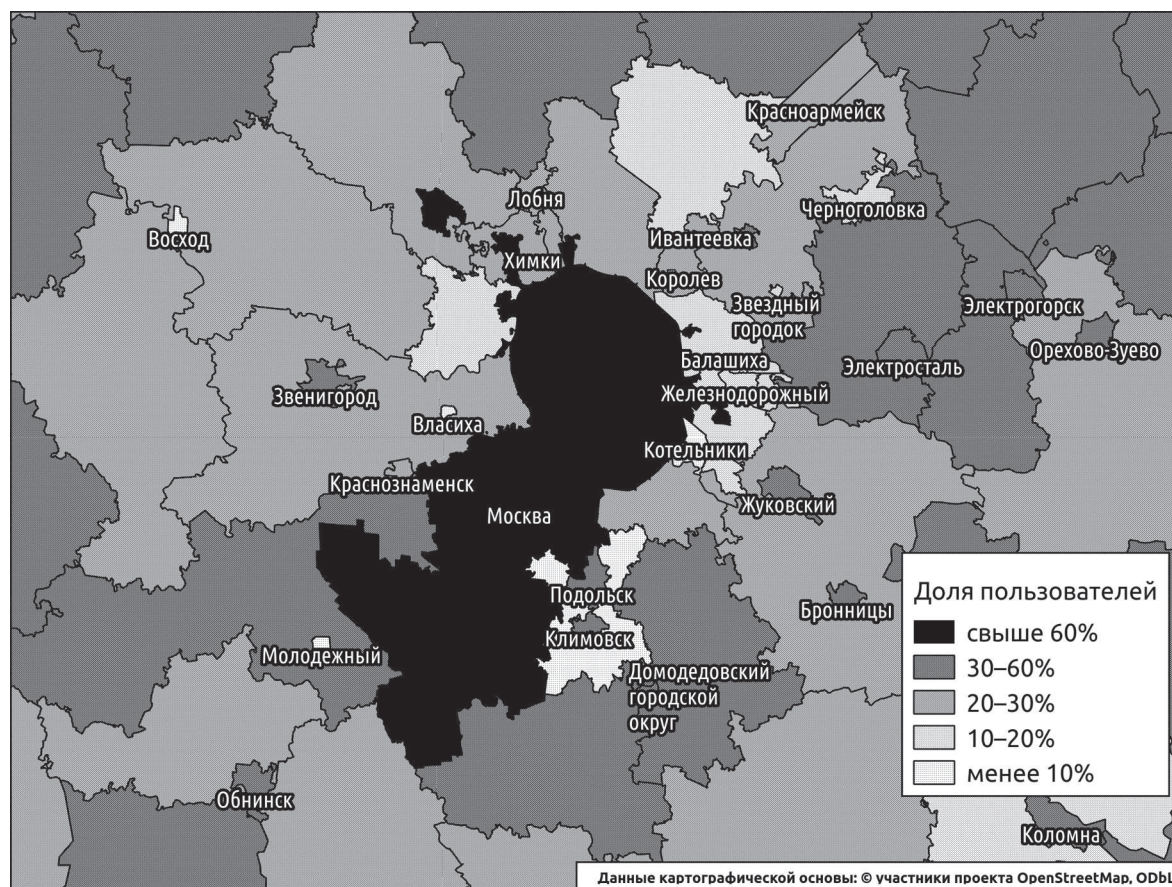 Красноармейск
Лобня
Черноголовка
Восход
Ивантеевка
Химки
Королев
Звездный
городок
Электрогорск
Орехово-Зуево
Балашиха
Электросталь
Железнодорожный
Звенигород
Власиха
Котельники
Краснознаменск
Жуковский
Москва
Подольск
Бронницы
Климовск
Молодежный
Домодедовский
городской
округ
Обнинск
Коломна
Доля пользователей
свыше 60%
30–60%
20–30%
10–20%
менее 10%
Данные картографической основы: © участники проекта OpenStreetMap, ODbl